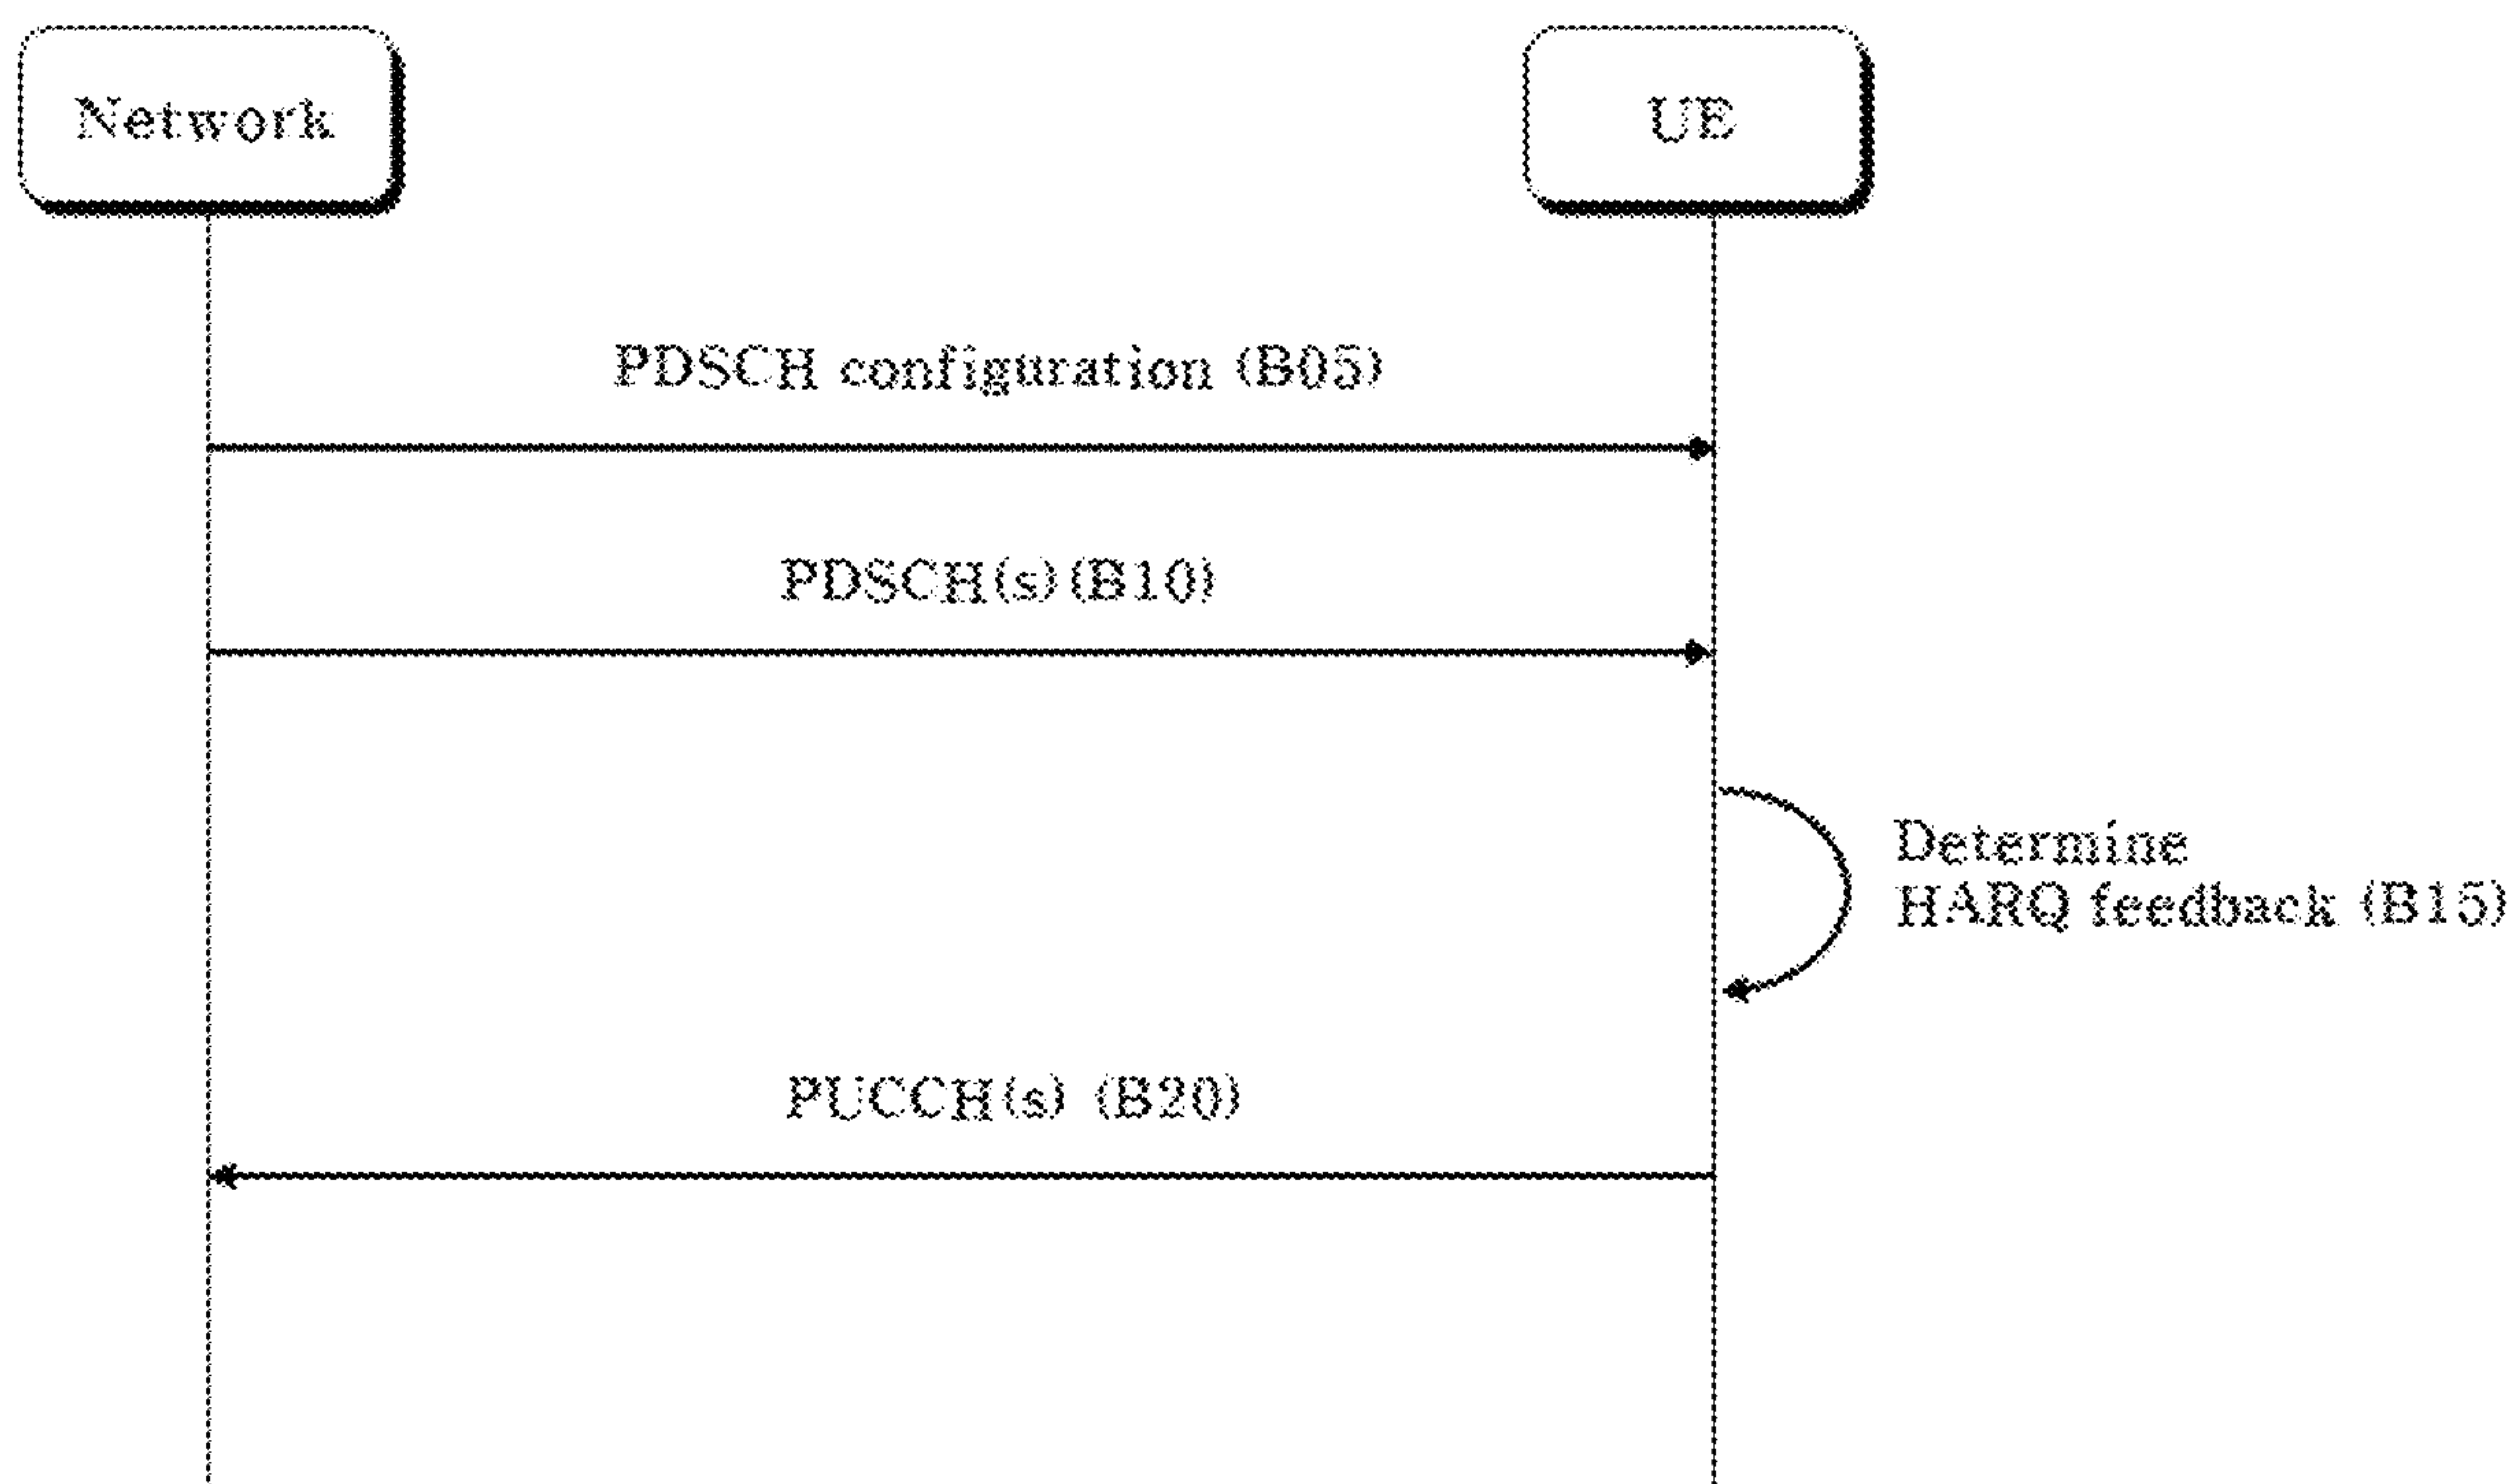 Network
UE
PDSCH configuration (B05)
PDSCH(s)(B10)
Determine
HARQ feedback (B15)
PUCCH(s) (B20)